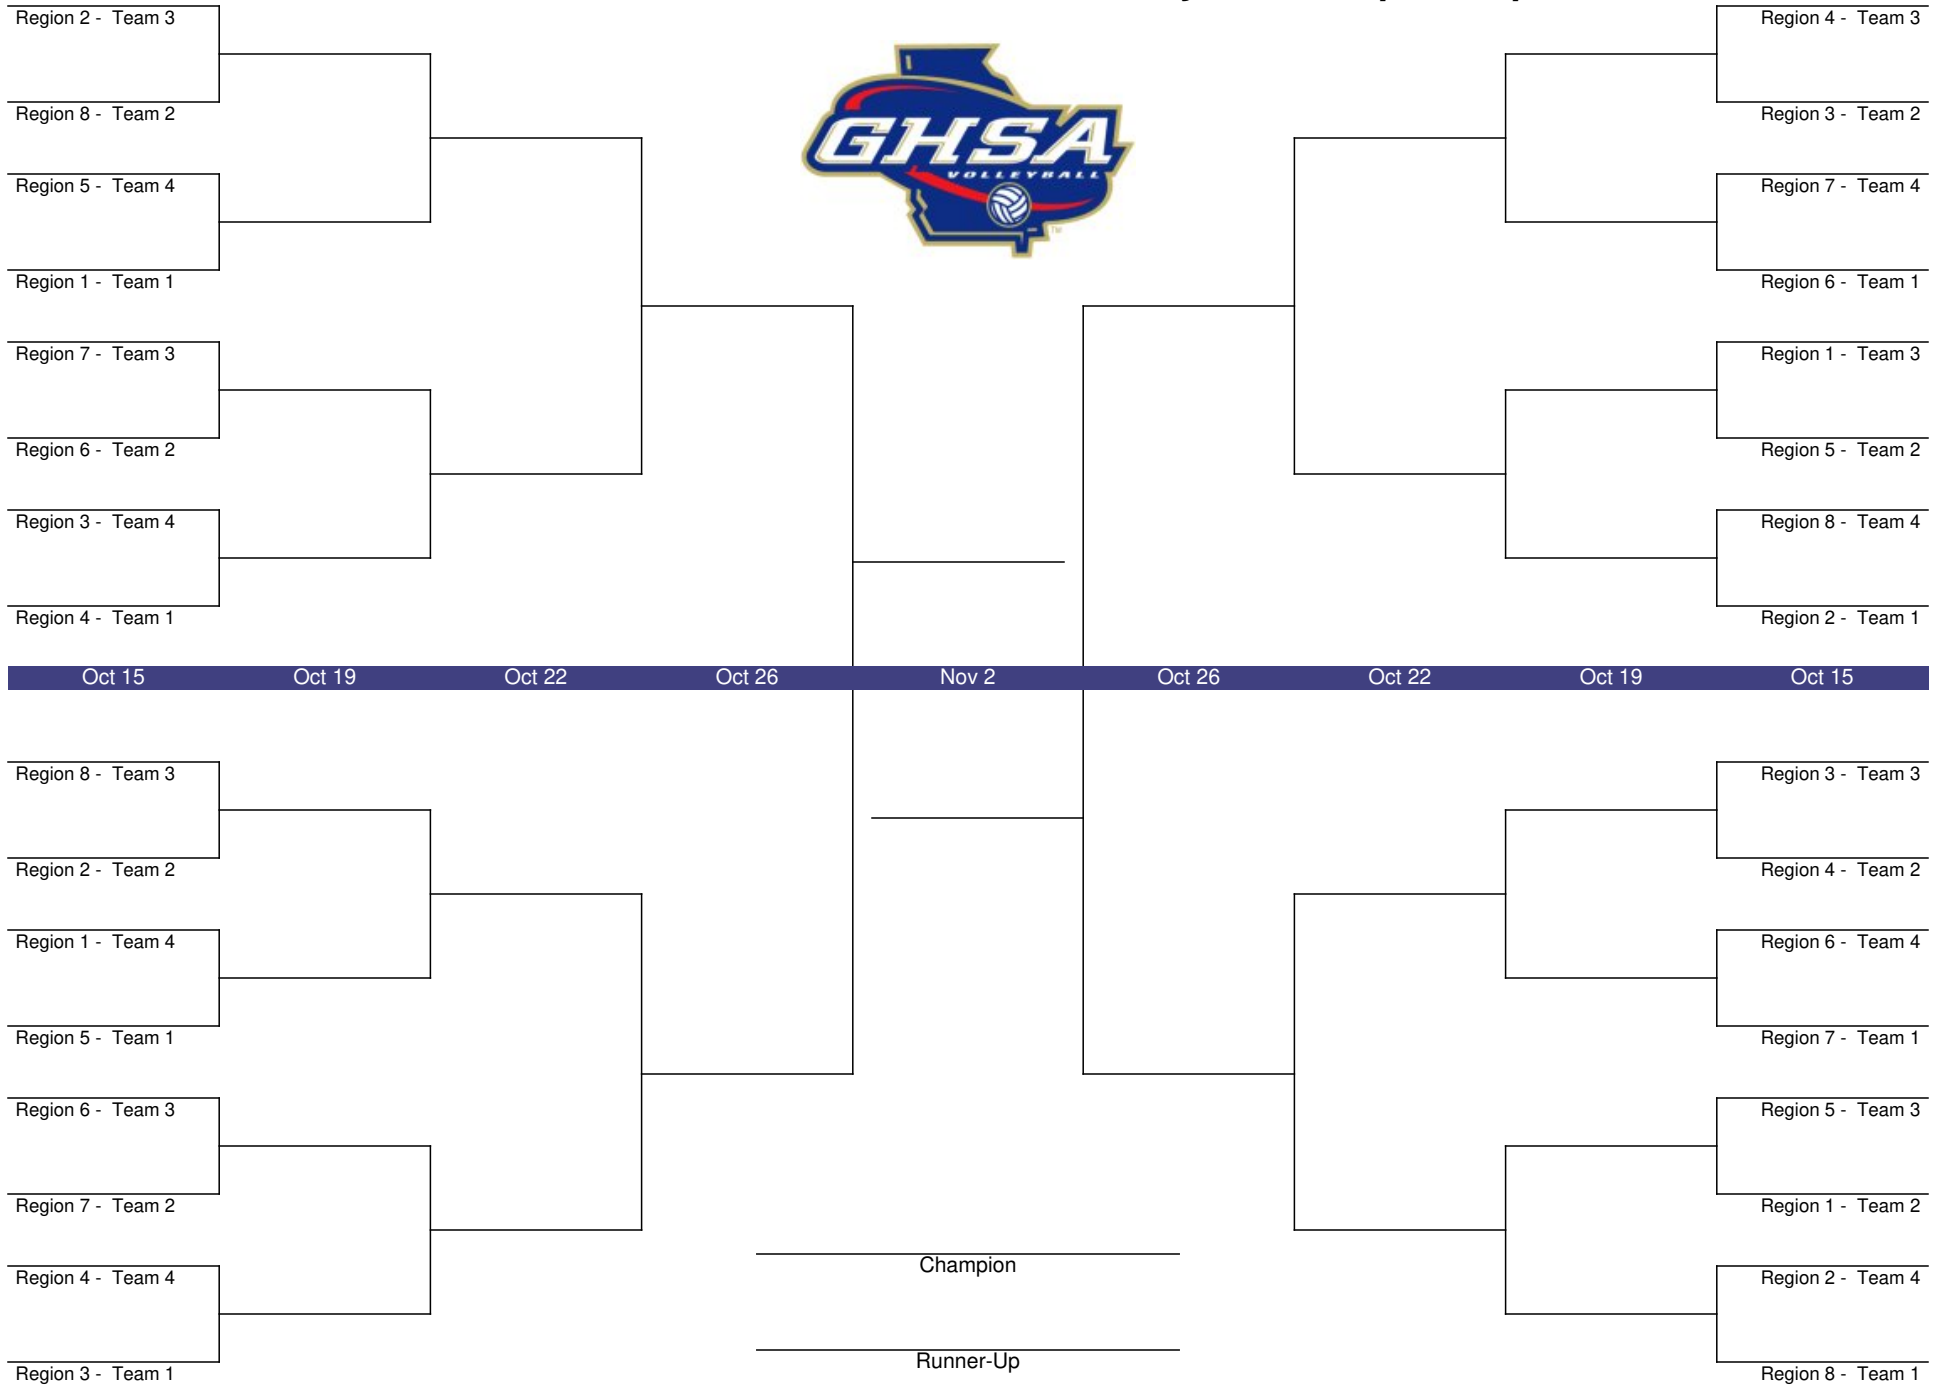 Region 2 - Team 3
Region 8 - Team 2
Region 5 - Team 4
Region 1 - Team 1
Region 7 - Team 3
Region 6 - Team 2
Region 3 - Team 4
Region 4 - Team 1
GHSA
VOLLEYBALL
TM
Region 4 - Team 3
Region 3 - Team 2
Region 7 - Team 4
Region 6 - Team 1
Region 1 - Team 3
Region 5 - Team 2
Region 8 - Team 4
Region 2 - Team 1
Oct 15 Oct 19 Oct 22 Oct 26 Nov 2 Oct 26 Oct 22 Oct 19 Oct 15
Region 8 - Team 3
Region 2 - Team 2
Region 1 - Team 4
Region 5 - Team 1
Region 6 - Team 3
Region 7 - Team 2
Region 4 - Team 4
Region 3 - Team 1
Champion
Runner-Up
Region 3 - Team 3
Region 4 - Team 2
Region 6 - Team 4
Region 7 - Team 1
Region 5 - Team 3
Region 1 - Team 2
Region 2 - Team 4
Region 8 - Team 1